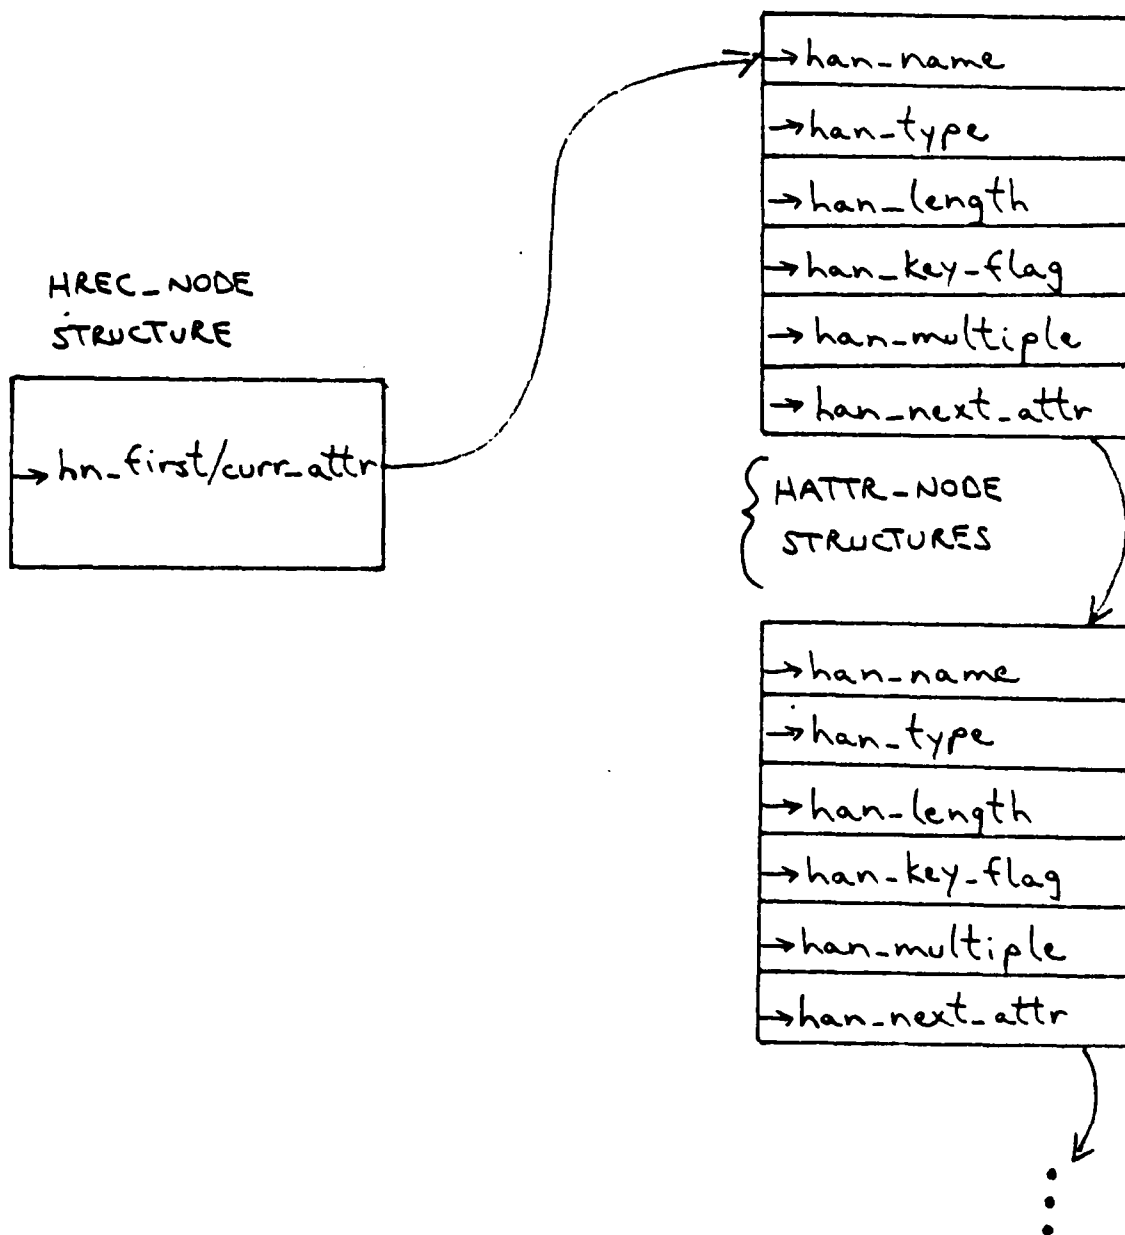 HREC_NODE
STRUCTURE
hn_first/curr_attr
han_name
han_type
han_length
han_key_flag
han_multiple
han_next_attr
HATTR_NODE
STRUCTURES
han_name
han_type
han_length
han_key_flag
han_multiple
han_next_attr